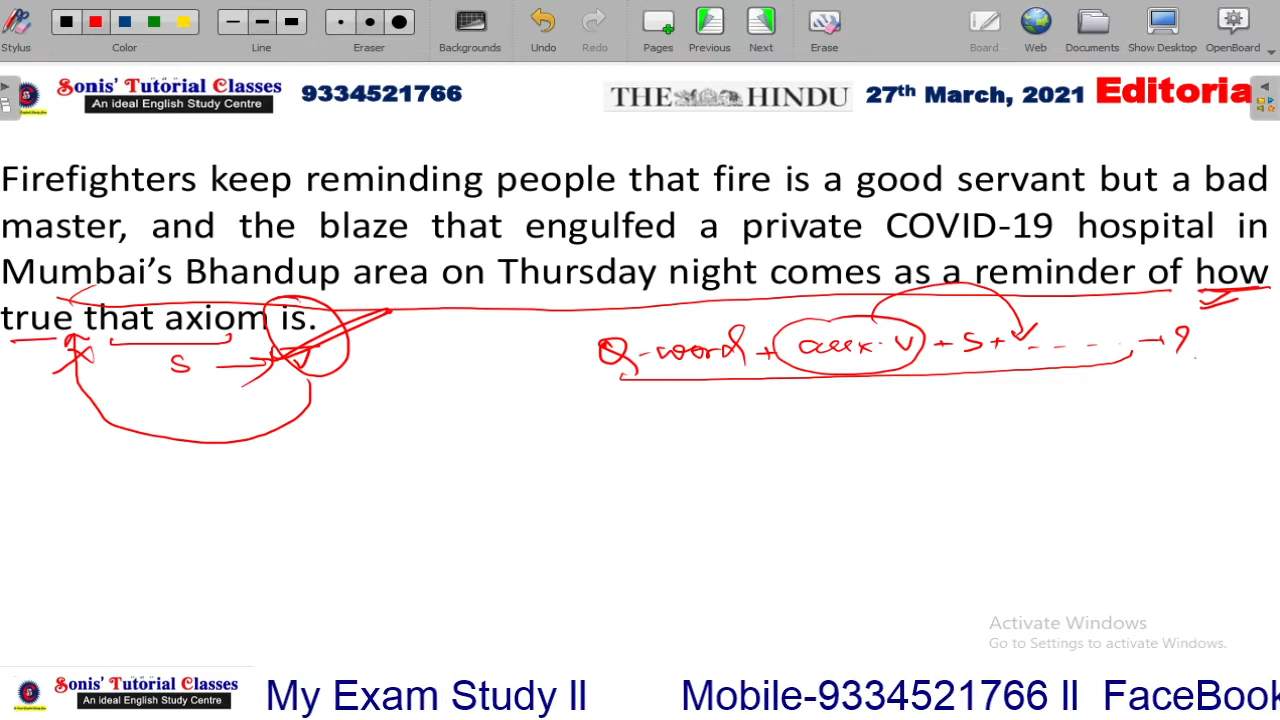 Stylus Color Line Eraser Backgrounds Undo Redo Pages Previous Next Erase Board Web Documents Show Desktop OpenBoard
Sonis' Tutorial Classes
An ideal English Study Centre
9334521766
THE HINDU
27th March, 2021
Editoria
Firefighters keep reminding people that fire is a good servant but a bad
master, and the blaze that engulfed a private COVID-19 hospital in
Mumbai's Bhandup area on Thursday night comes as a reminder of how
true that axiom is.
S → V
Q-word + aux. V + S + ----- → ?
Activate Windows
Go to Settings to activate Windows.
Sonis' Tutorial Classes
An ideal English Study Centre
My Exam Study ll Mobile-9334521766 ll FaceBook